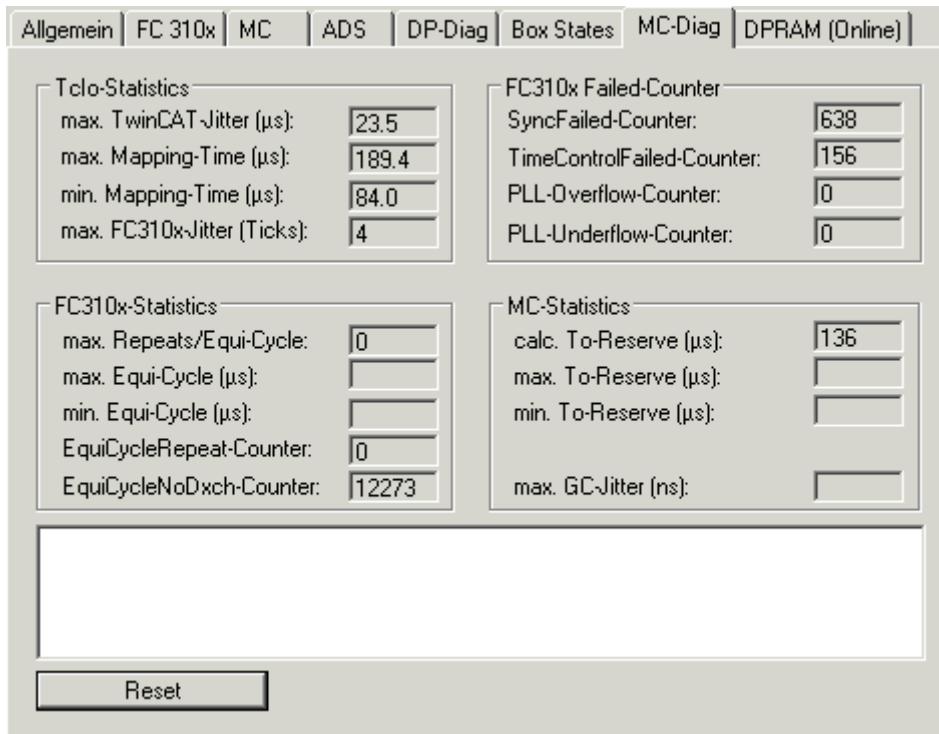 Allgemein FC 310x MC ADS DP-Diag Box States MC-Diag DPRAM (Online)
TcIo-Statistics
max. TwinCAT-Jitter (µs): 23.5
max. Mapping-Time (µs): 189.4
min. Mapping-Time (µs): 84.0
max. FC310x-Jitter (Ticks): 4
FC310x Failed-Counter
SyncFailed-Counter: 638
TimeControlFailed-Counter: 156
PLL-Overflow-Counter: 0
PLL-Underflow-Counter: 0
FC310x-Statistics
max. Repeats/Equi-Cycle: 0
max. Equi-Cycle (µs):
min. Equi-Cycle (µs):
EquiCycleRepeat-Counter: 0
EquiCycleNoDxch-Counter: 12273
MC-Statistics
calc. To-Reserve (µs): 136
max. To-Reserve (µs):
min. To-Reserve (µs):
max. GC-Jitter (ns):
Reset